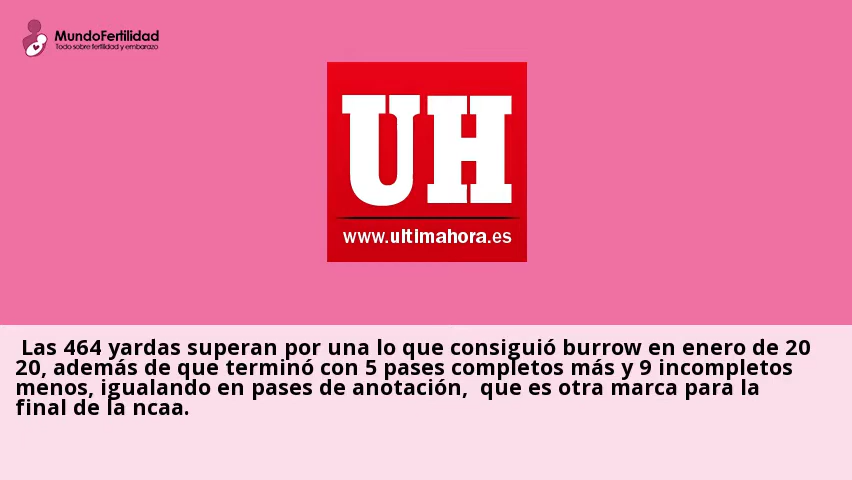 MundoFertilidad
Todo sobre fertilidad y embarazo
UH
www.ultimahora.es
Las 464 yardas superan por una lo que consiguió burrow en enero de 20
20, además de que terminó con 5 pases completos más y 9 incompletos
menos, igualando en pases de anotación,  que es otra marca para la
final de la ncaa.